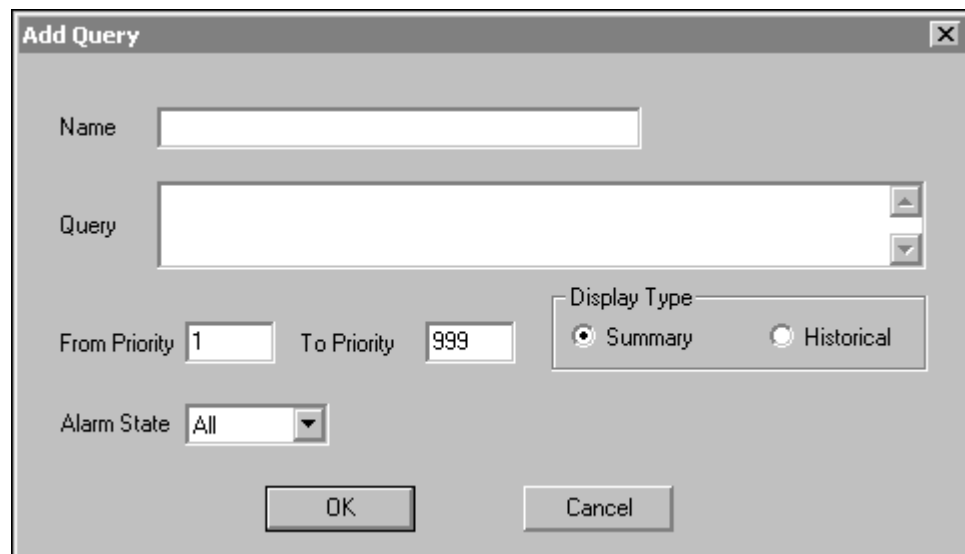 Add Query
Name
Query
Display Type
From Priority 1 To Priority 999 Summary Historical
Alarm State All
OK Cancel